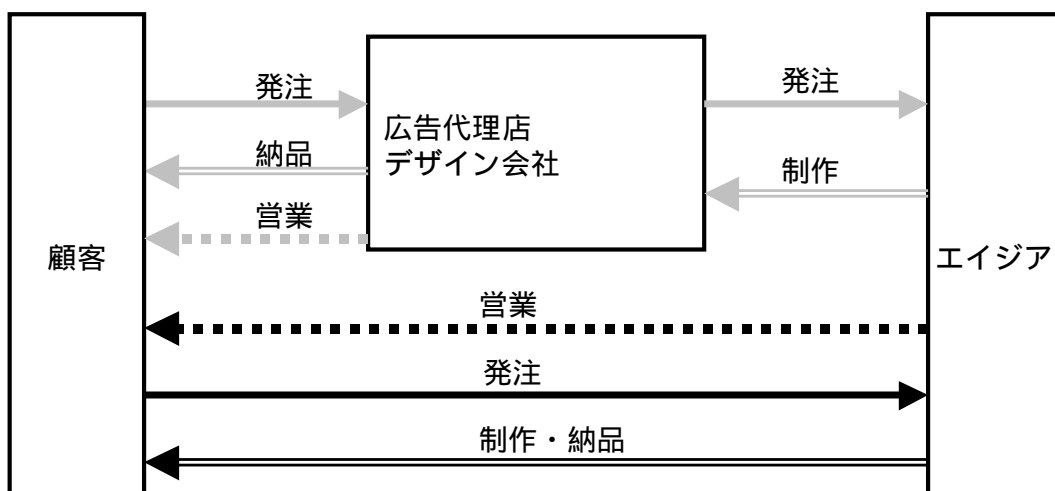 発注
発注
広告代理店
デザイン会社
納品
制作
営業
顧客
エイジア
営業
発注
制作・納品